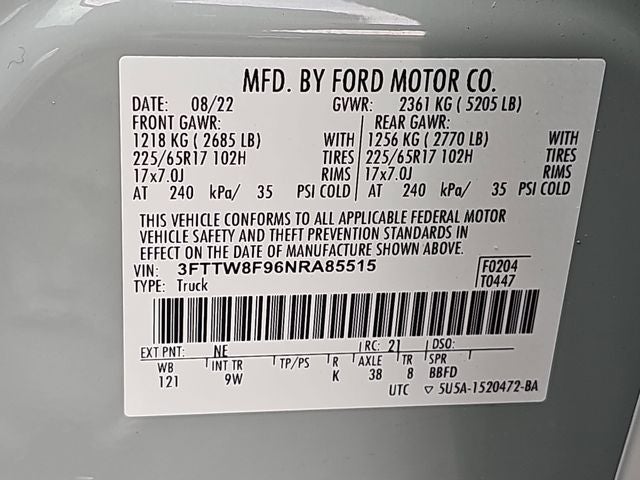 MFD. BY FORD MOTOR CO.
DATE: 08/22 GVWR: 2361 KG ( 5205 LB)
FRONT GAWR: REAR GAWR:
1218 KG ( 2685 LB) WITH 1256 KG ( 2770 LB) WITH
225/65R17 102H TIRES 225/65R17 102H TIRES
17x7.0J RIMS 17x7.0J RIMS
AT 240 kPa/ 35 PSI COLD AT 240 kPa/ 35 PSI COLD
THIS VEHICLE CONFORMS TO ALL APPLICABLE FEDERAL MOTOR
VEHICLE SAFETY AND THEFT PREVENTION STANDARDS IN
EFFECT ON THE DATE OF MANUFACTURE SHOWN ABOVE.
VIN: 3FTTW8F96NRA85515 F0204
TYPE: Truck T0447
EXT PNT: NE RC: 21 DSO:
WB INT TR TP/PS R AXLE TR SPR
121 9W K 38 8 BBFD
UTC ▽ 5U5A-1520472-BA